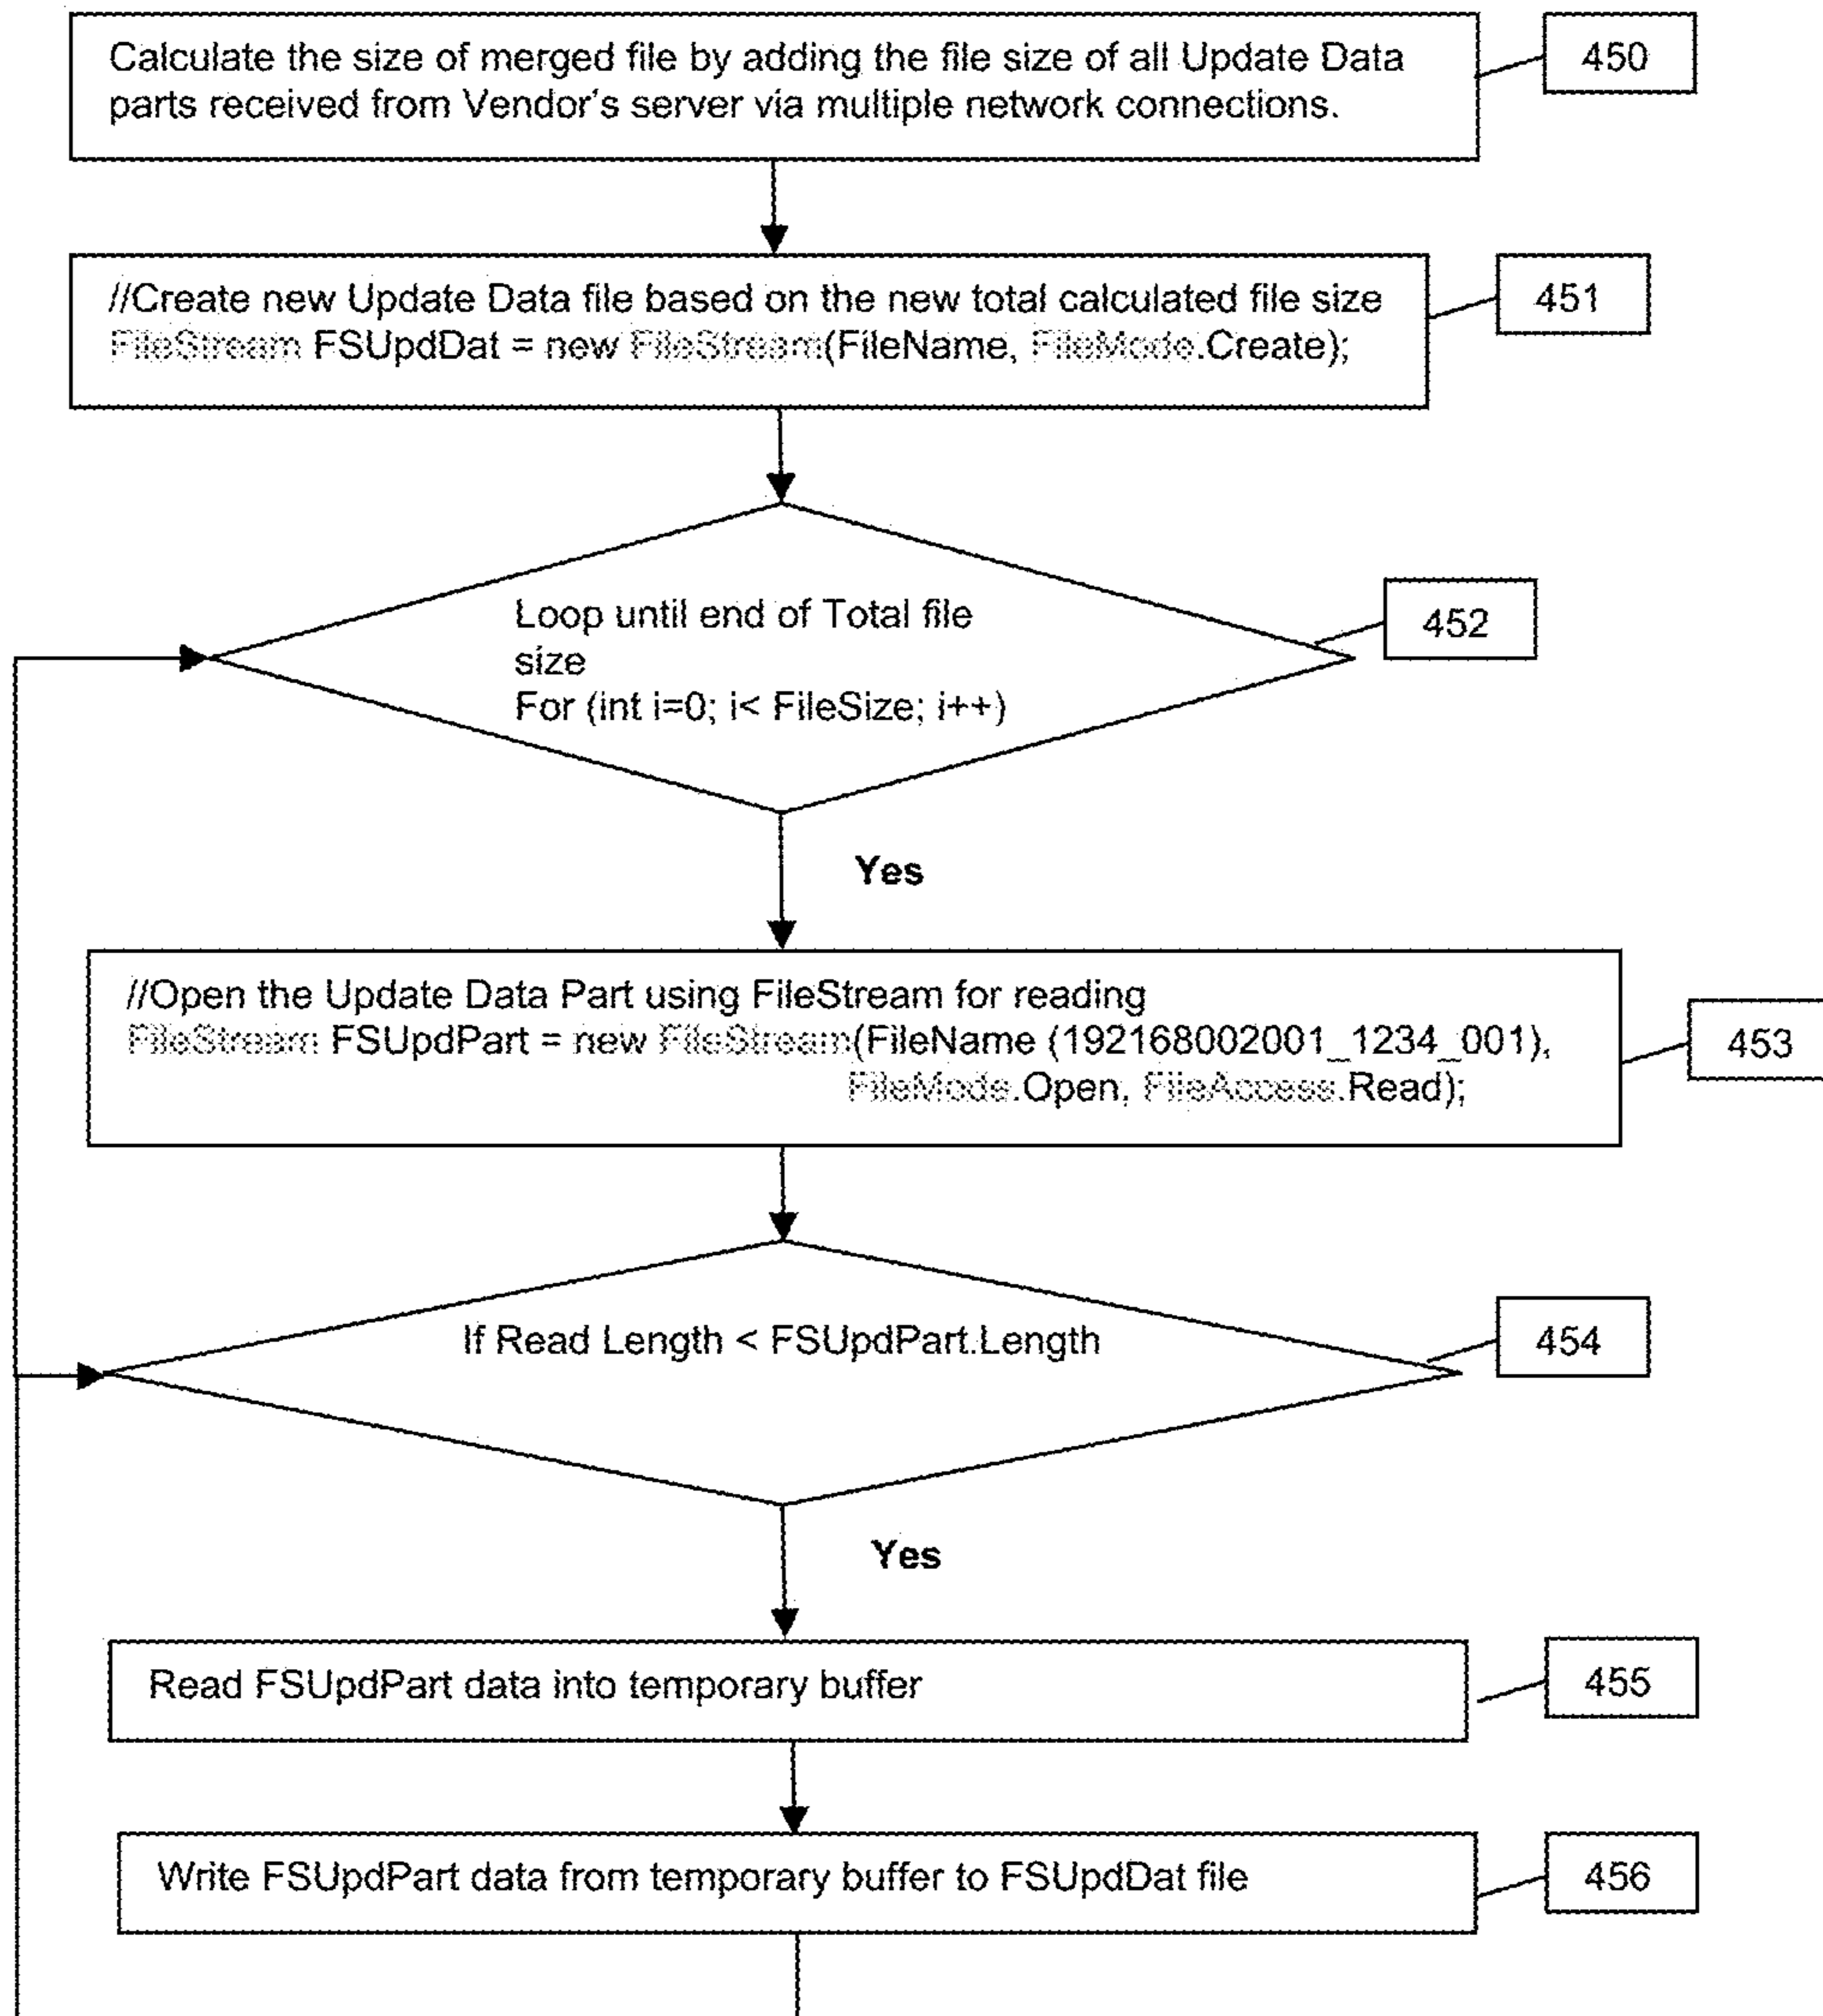 Calculate the size of merged file by adding the file size of all Update Data
parts received from Vendor's server via multiple network connections.
450
//Create new Update Data file based on the new total calculated file size
FileStream FSUpdDat = new FileStream(FileName, FileMode.Create);
451
Loop until end of Total file
size
For (int i=0; i< FileSize; i++)
452
Yes
//Open the Update Data Part using FileStream for reading
FileStream FSUpdPart = new FileStream(FileName (192168002001_1234_001),
FileMode.Open, FileAccess.Read);
453
If Read Length < FSUpdPart.Length
454
Yes
Read FSUpdPart data into temporary buffer
455
Write FSUpdPart data from temporary buffer to FSUpdDat file
456